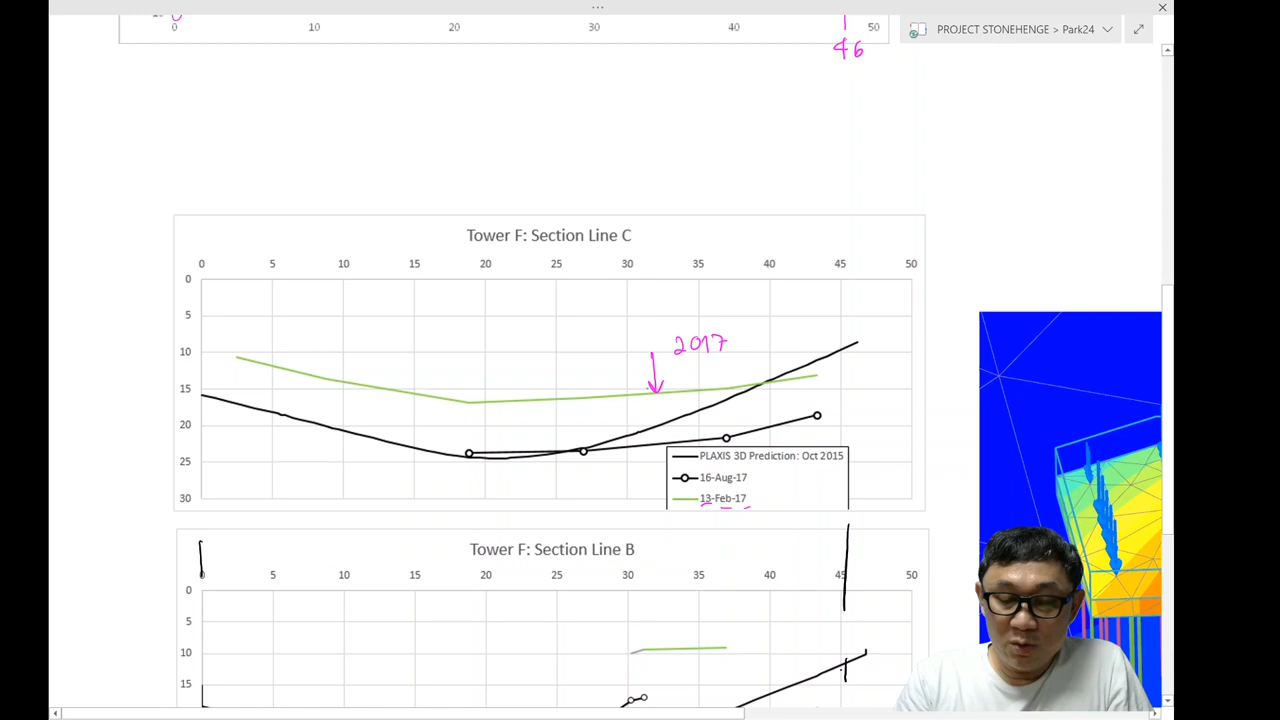 0 10 20 30 40 50
46
PROJECT STONEHENGE > Park24
Tower F: Section Line C
0 5 10 15 20 25 30 35 40 45 50
0
5
10
15
20
25
30
2017
PLAXIS 3D Prediction: Oct 2015
16-Aug-17
13-Feb-17
Tower F: Section Line B
0 5 10 15 20 25 30 35 40 45 50
0
5
10
15